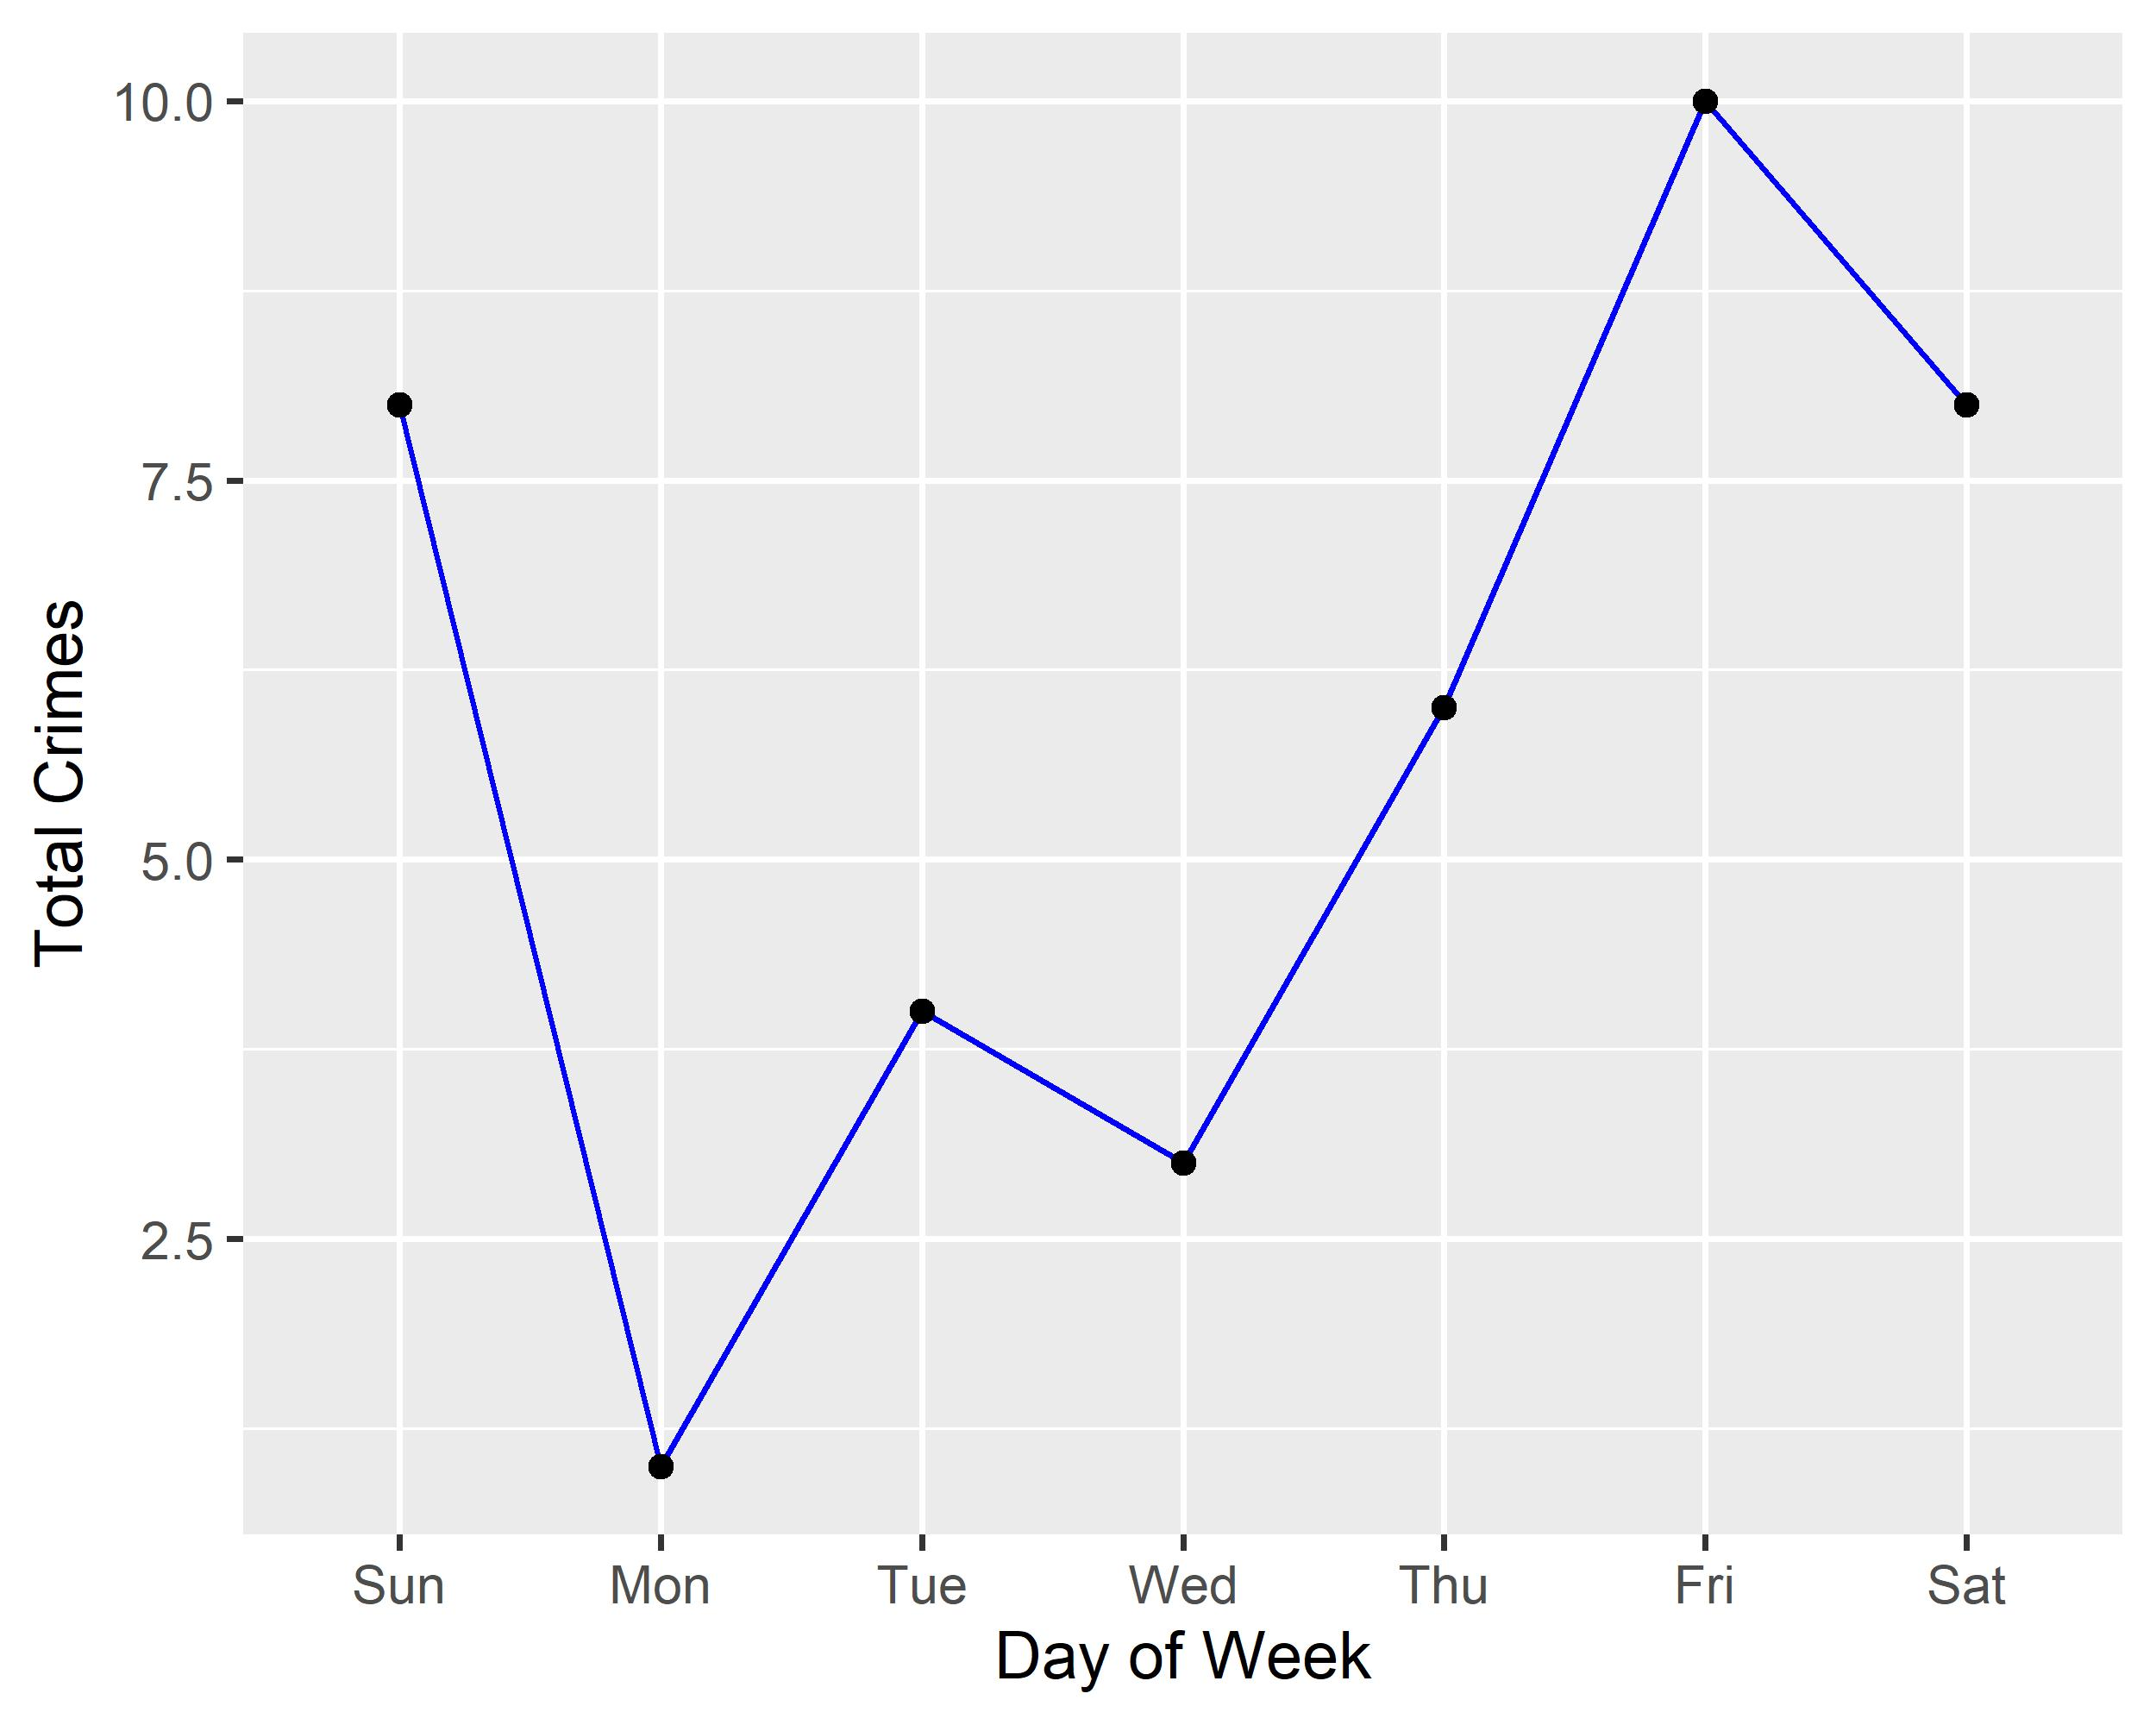 Total Crimes
10.0
7.5
5.0
2.5
Sun Mon Tue Wed Thu Fri Sat
Day of Week